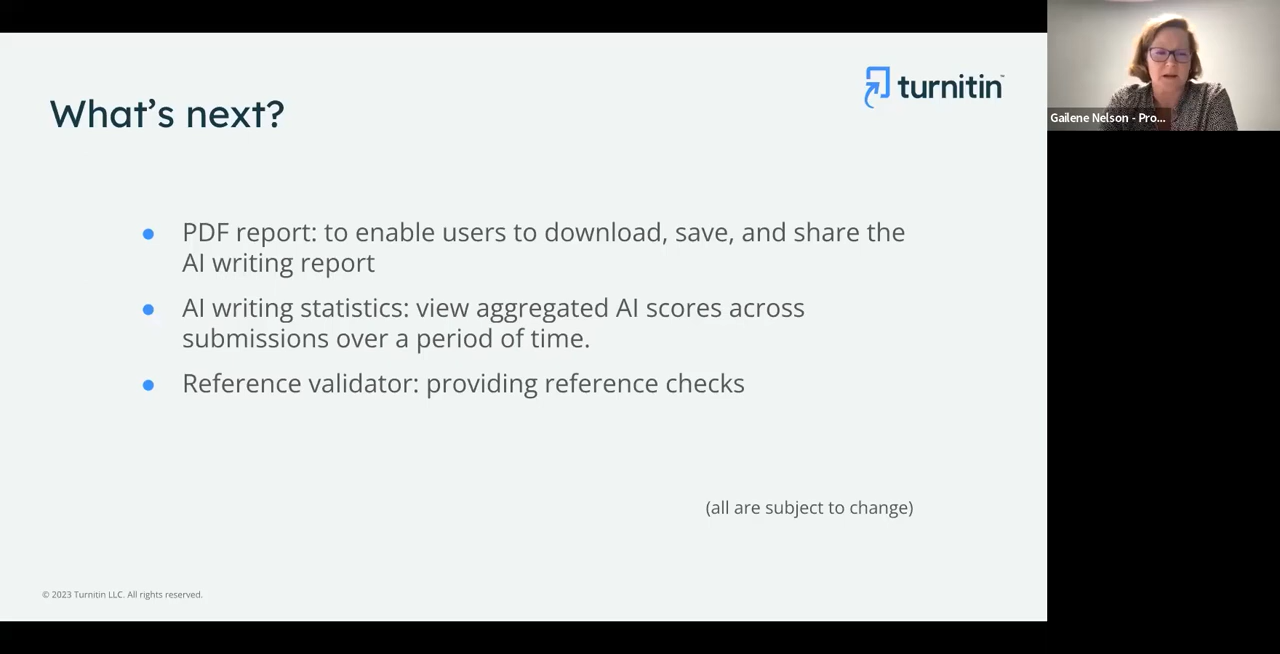 What’s next?
turnitin™
● PDF report: to enable users to download, save, and share the
AI writing report
● AI writing statistics: view aggregated AI scores across
submissions over a period of time.
● Reference validator: providing reference checks
(all are subject to change)
© 2023 Turnitin LLC. All rights reserved.
Gailene Nelson - Pro...